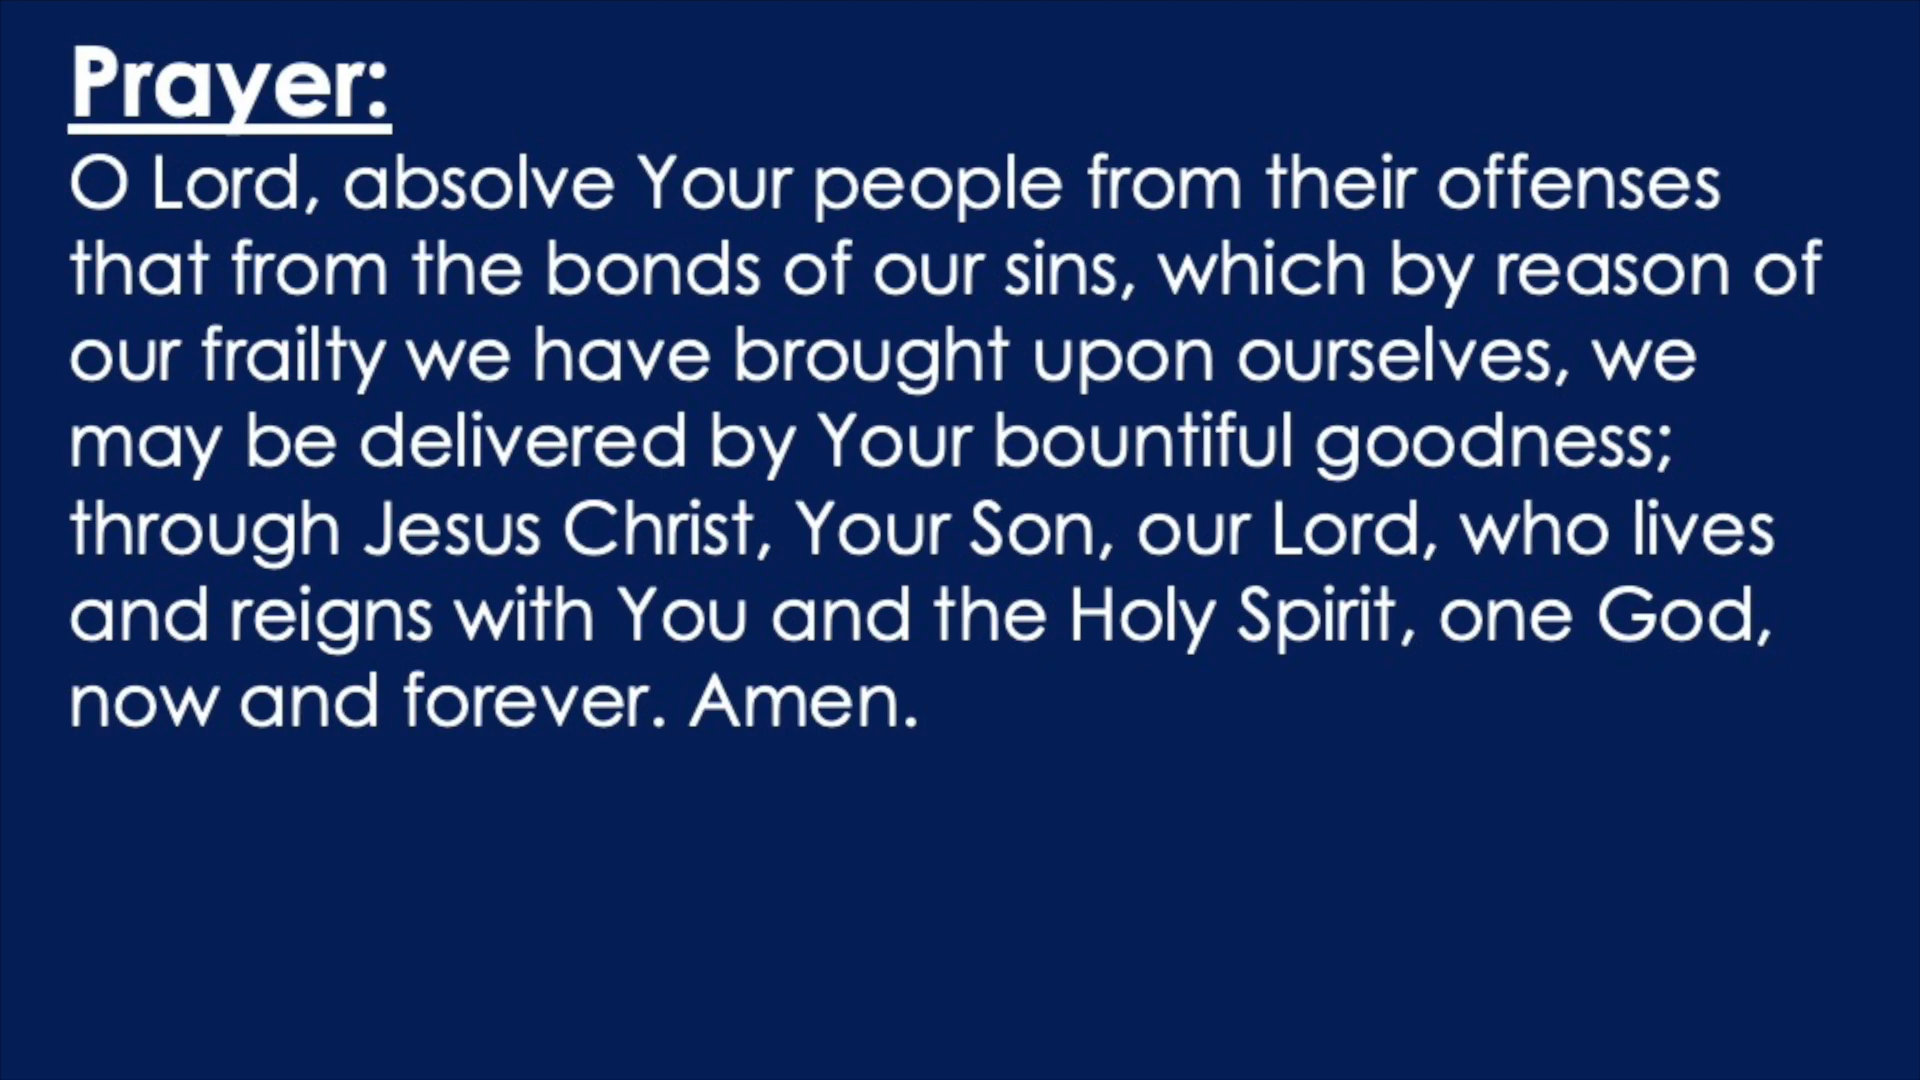 Prayer:
O Lord, absolve Your people from their offenses
that from the bonds of our sins, which by reason of
our frailty we have brought upon ourselves, we
may be delivered by Your bountiful goodness;
through Jesus Christ, Your Son, our Lord, who lives
and reigns with You and the Holy Spirit, one God,
now and forever. Amen.